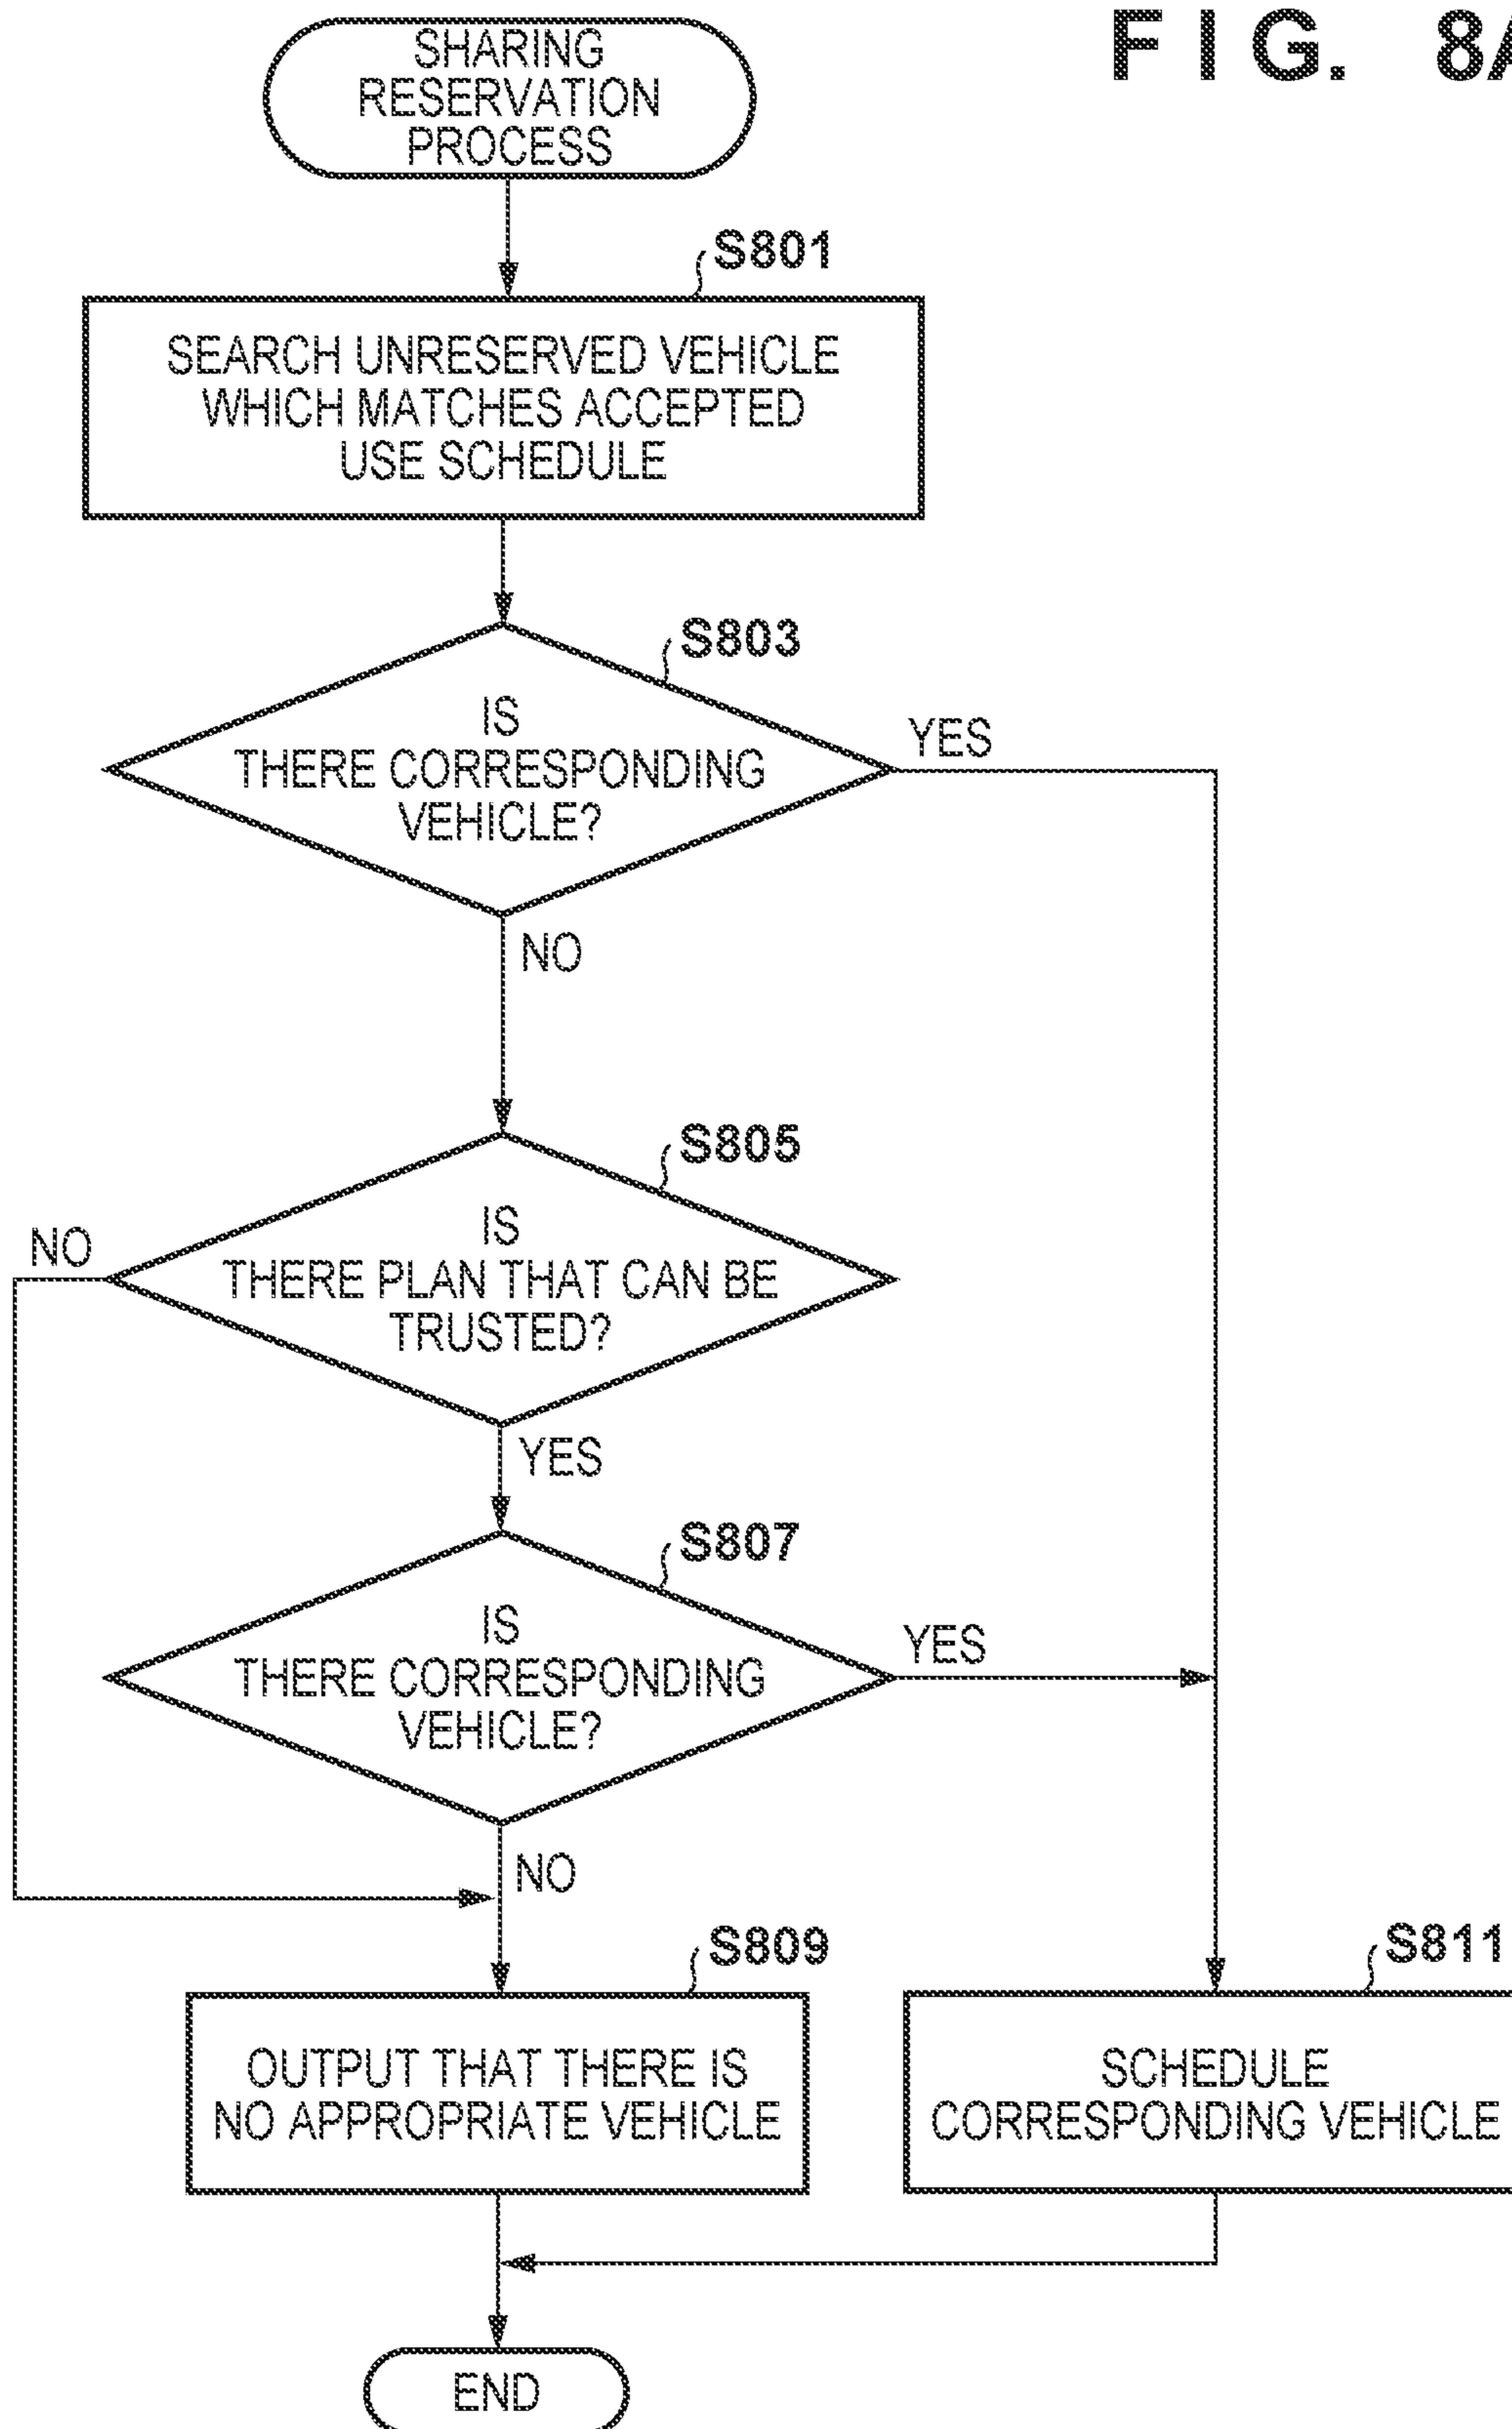 FIG. 8A
SHARING
RESERVATION
PROCESS
S801
SEARCH UNRESERVED VEHICLE
WHICH MATCHES ACCEPTED
USE SCHEDULE
S803
IS
THERE CORRESPONDING
VEHICLE?
YES
NO
S805
IS
THERE PLAN THAT CAN BE
TRUSTED?
NO
YES
S807
IS
THERE CORRESPONDING
VEHICLE?
YES
NO
S809
OUTPUT THAT THERE IS
NO APPROPRIATE VEHICLE
S811
SCHEDULE
CORRESPONDING VEHICLE
END